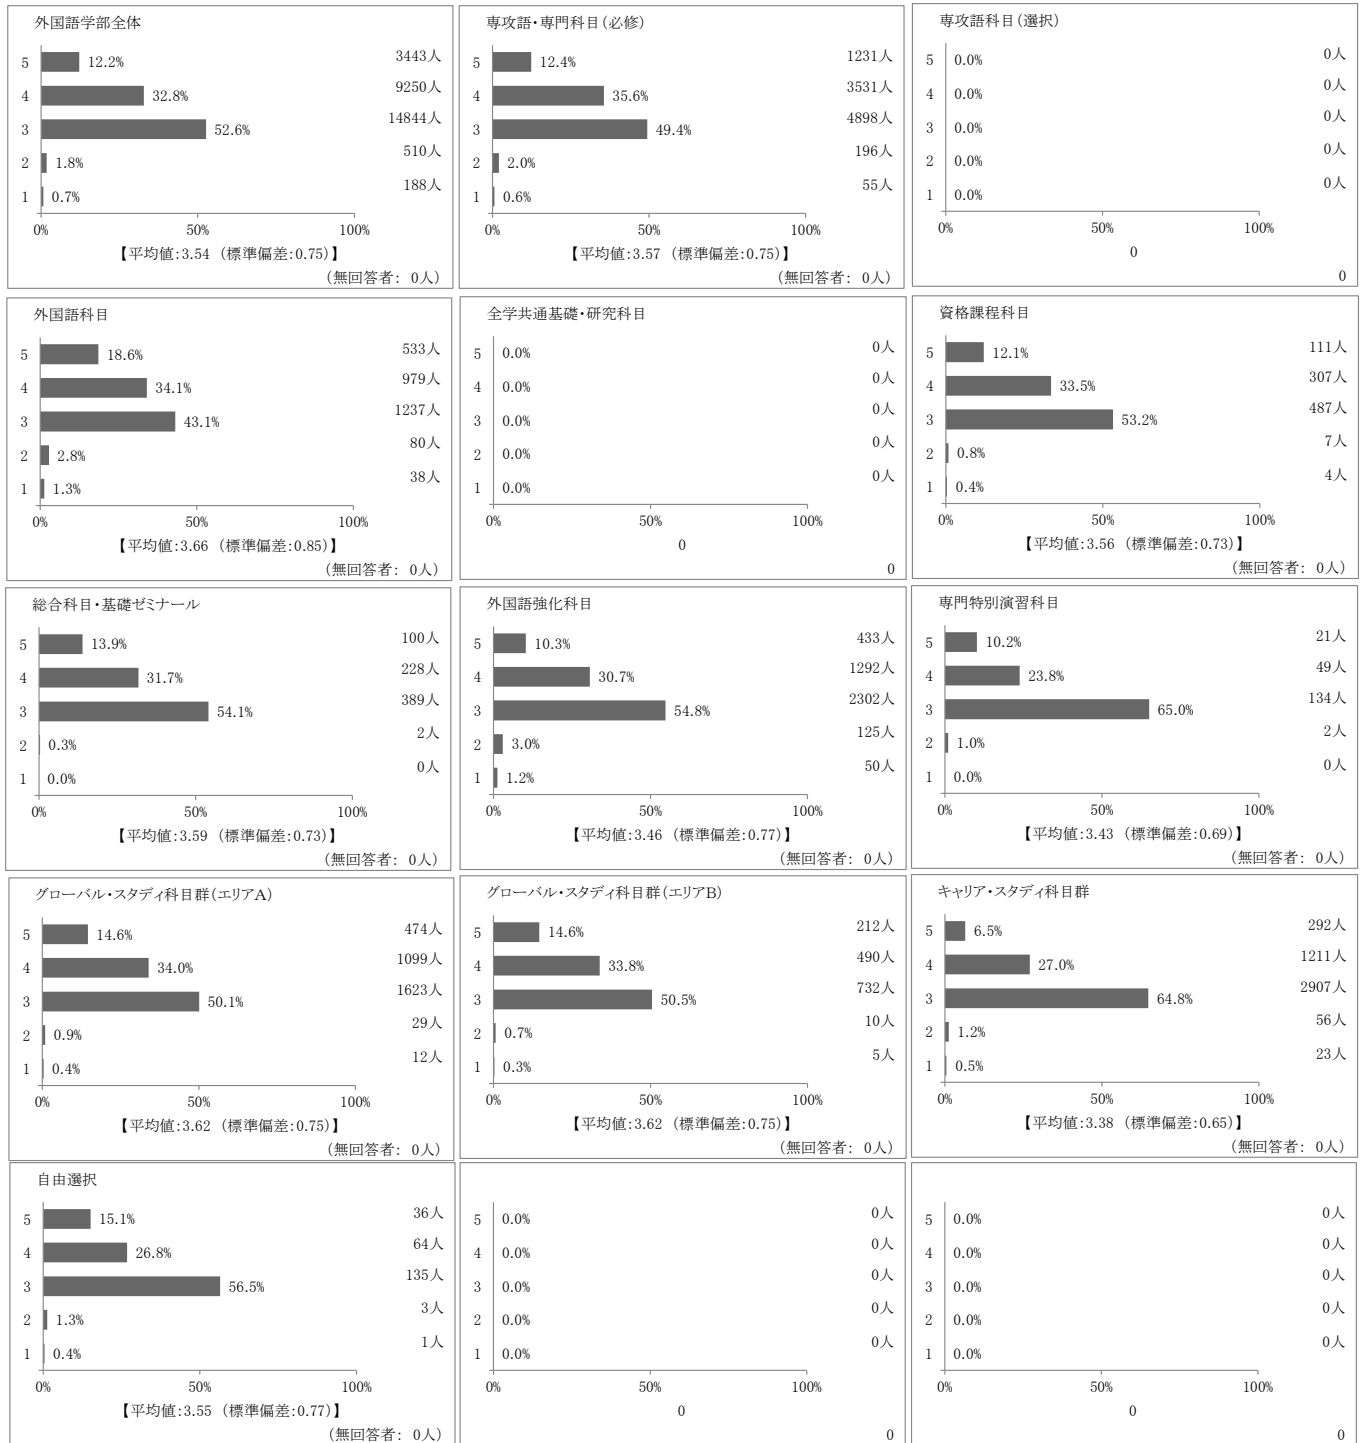 外国語学部全体
5 12.2% 3443人
4 32.8% 9250人
3 52.6% 14844人
2 1.8% 510人
1 0.7% 188人
0% 50% 100%
【平均値:3.54 (標準偏差:0.75)】
(無回答者: 0人)
専攻語・専門科目(必修)
5 12.4% 1231人
4 35.6% 3531人
3 49.4% 4898人
2 2.0% 196人
1 0.6% 55人
0% 50% 100%
【平均値:3.57 (標準偏差:0.75)】
(無回答者: 0人)
専攻語科目(選択)
5 0.0% 0人
4 0.0% 0人
3 0.0% 0人
2 0.0% 0人
1 0.0% 0人
0% 50% 100%
0
0
外国語科目
5 18.6% 533人
4 34.1% 979人
3 43.1% 1237人
2 2.8% 80人
1 1.3% 38人
0% 50% 100%
【平均値:3.66 (標準偏差:0.85)】
(無回答者: 0人)
全学共通基礎・研究科目
5 0.0% 0人
4 0.0% 0人
3 0.0% 0人
2 0.0% 0人
1 0.0% 0人
0% 50% 100%
0
0
資格課程科目
5 12.1% 111人
4 33.5% 307人
3 53.2% 487人
2 0.8% 7人
1 0.4% 4人
0% 50% 100%
【平均値:3.56 (標準偏差:0.73)】
(無回答者: 0人)
総合科目・基礎ゼミナール
5 13.9% 100人
4 31.7% 228人
3 54.1% 389人
2 0.3% 2人
1 0.0% 0人
0% 50% 100%
【平均値:3.59 (標準偏差:0.73)】
(無回答者: 0人)
外国語強化科目
5 10.3% 433人
4 30.7% 1292人
3 54.8% 2302人
2 3.0% 125人
1 1.2% 50人
0% 50% 100%
【平均値:3.46 (標準偏差:0.77)】
(無回答者: 0人)
専門特別演習科目
5 10.2% 21人
4 23.8% 49人
3 65.0% 134人
2 1.0% 2人
1 0.0% 0人
0% 50% 100%
【平均値:3.43 (標準偏差:0.69)】
(無回答者: 0人)
グローバル・スタディ科目群(エリアA)
5 14.6% 474人
4 34.0% 1099人
3 50.1% 1623人
2 0.9% 29人
1 0.4% 12人
0% 50% 100%
【平均値:3.62 (標準偏差:0.75)】
(無回答者: 0人)
グローバル・スタディ科目群(エリアB)
5 14.6% 212人
4 33.8% 490人
3 50.5% 732人
2 0.7% 10人
1 0.3% 5人
0% 50% 100%
【平均値:3.62 (標準偏差:0.75)】
(無回答者: 0人)
キャリア・スタディ科目群
5 6.5% 292人
4 27.0% 1211人
3 64.8% 2907人
2 1.2% 56人
1 0.5% 23人
0% 50% 100%
【平均値:3.38 (標準偏差:0.65)】
(無回答者: 0人)
自由選択
5 15.1% 36人
4 26.8% 64人
3 56.5% 135人
2 1.3% 3人
1 0.4% 1人
0% 50% 100%
【平均値:3.55 (標準偏差:0.77)】
(無回答者: 0人)
5 0.0% 0人
4 0.0% 0人
3 0.0% 0人
2 0.0% 0人
1 0.0% 0人
0% 50% 100%
0
0
5 0.0% 0人
4 0.0% 0人
3 0.0% 0人
2 0.0% 0人
1 0.0% 0人
0% 50% 100%
0
0